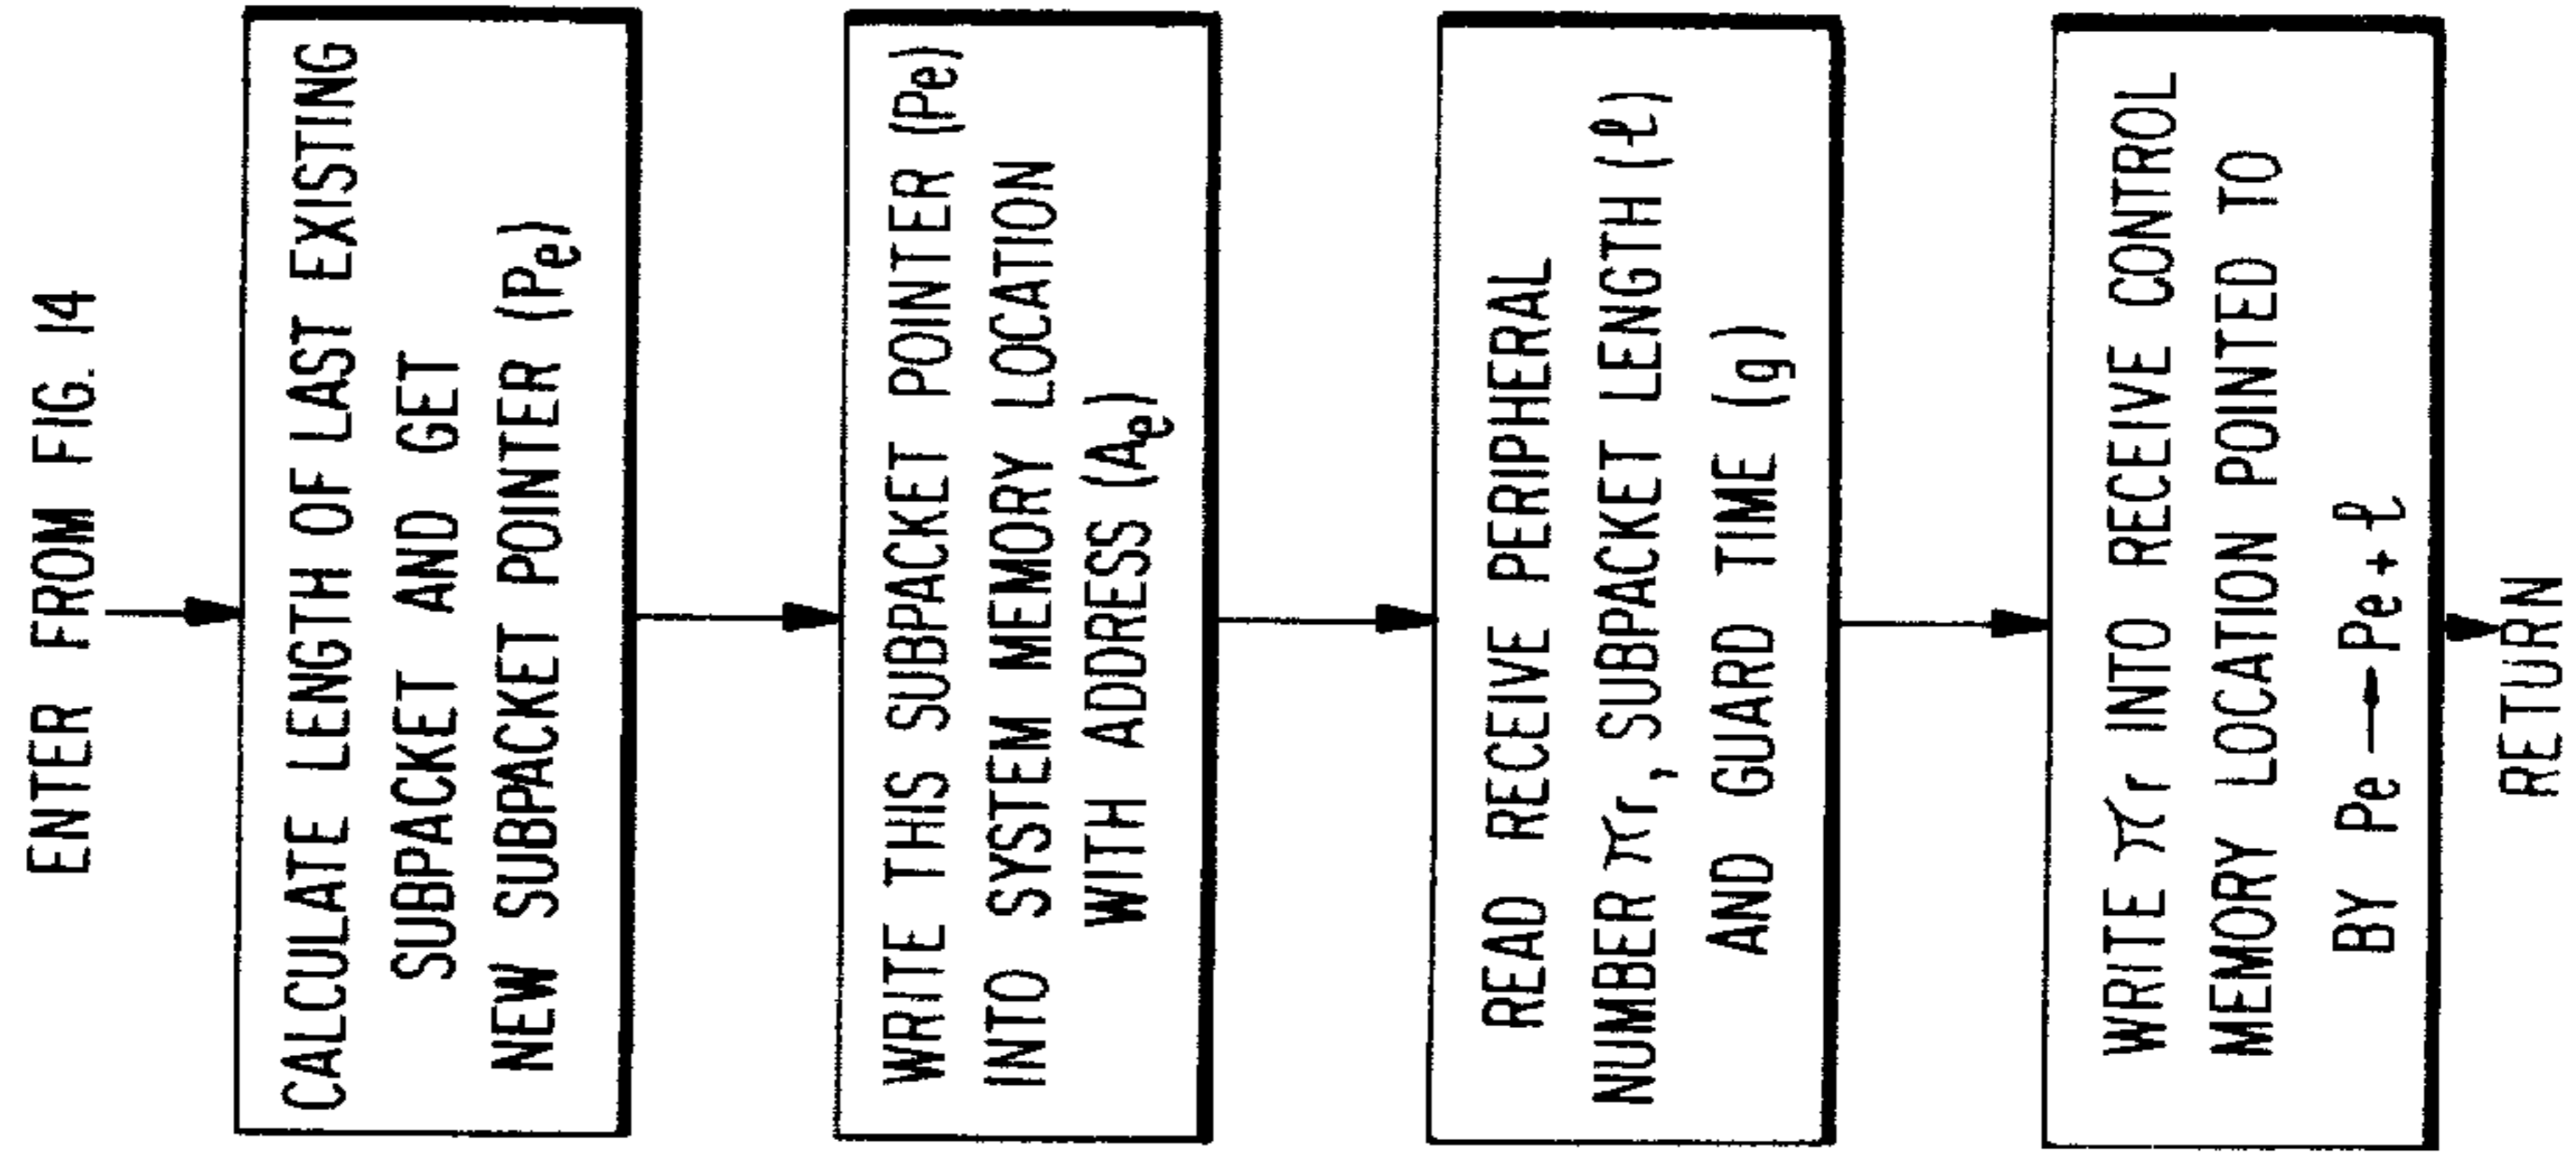 ENTER FROM FIG. 14
CALCULATE LENGTH OF LAST EXISTING
SUBPACKET AND GET
NEW SUBPACKET POINTER (Pe)
WRITE THIS SUBPACKET POINTER (Pe)
INTO SYSTEM MEMORY LOCATION
WITH ADDRESS (Ae)
READ RECEIVE PERIPHERAL
NUMBER πr, SUBPACKET LENGTH (ℓ)
AND GUARD TIME (g)
WRITE πr INTO RECEIVE CONTROL
MEMORY LOCATION POINTED TO
BY Pe → Pe + ℓ
RETURN